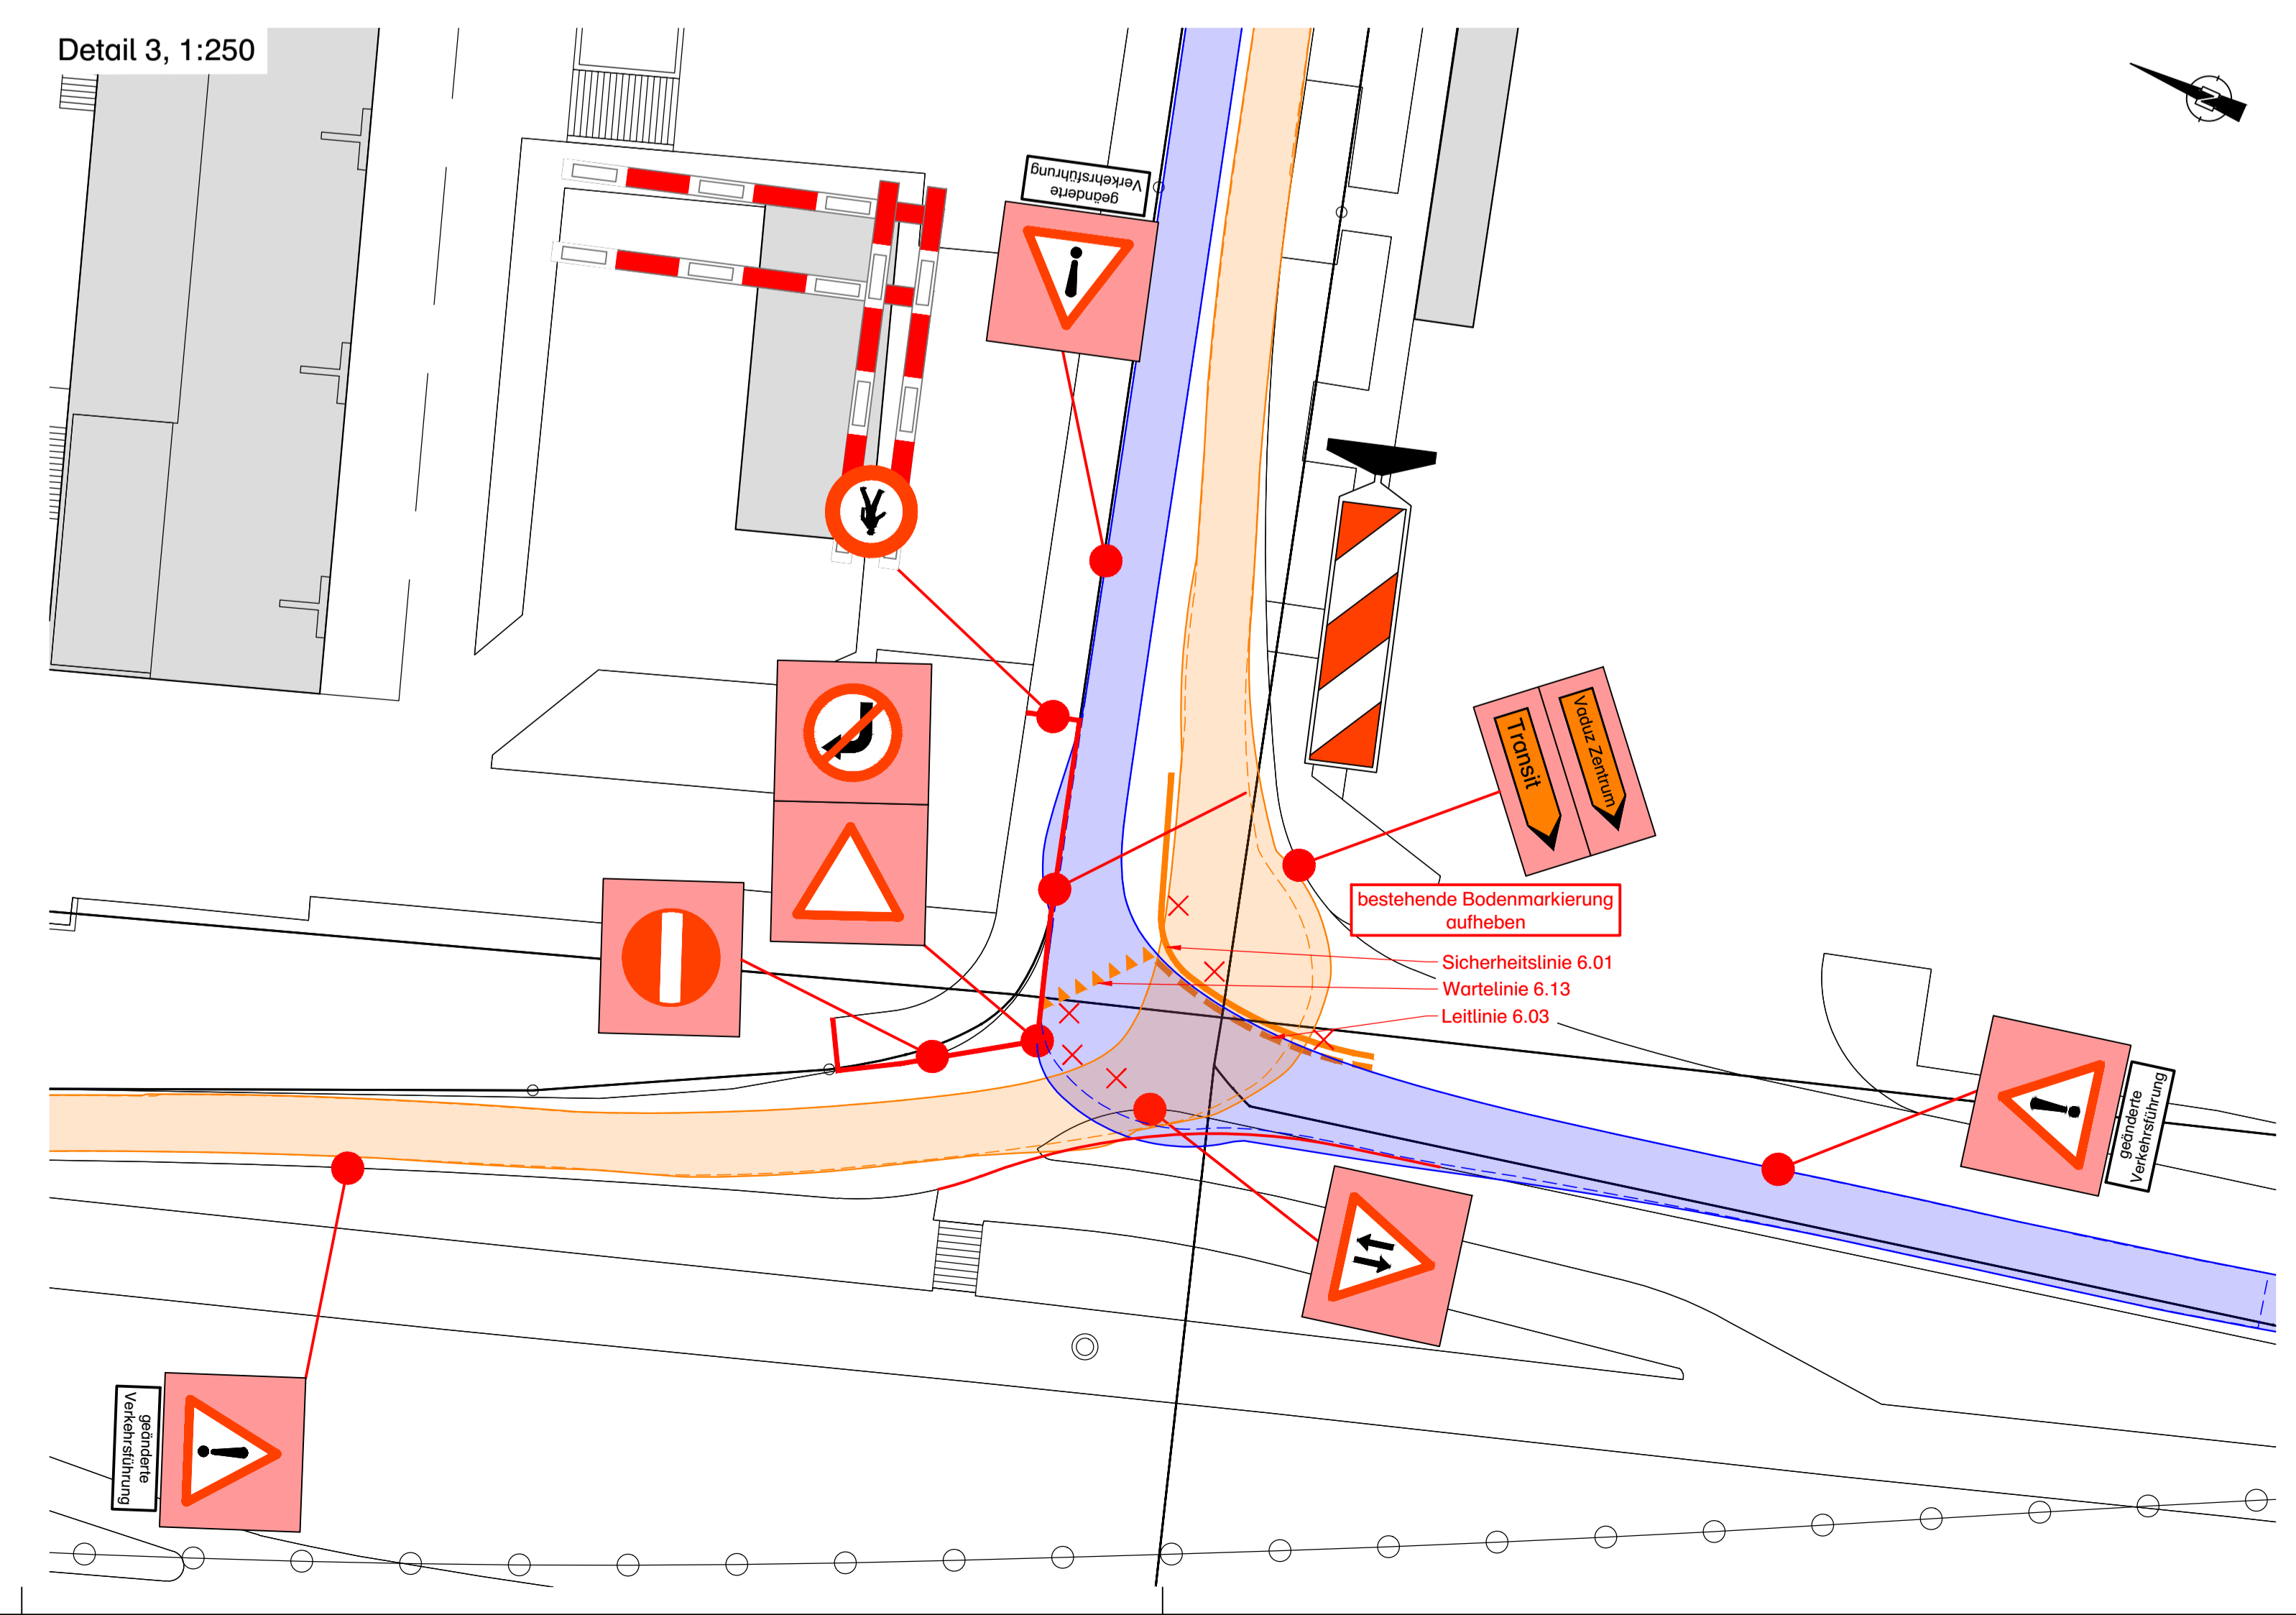 Detail 3, 1:250
N
geänderte
Verkehrsführung
Transit
Vaduz Zentrum
bestehende Bodenmarkierung
aufheben
Sicherheitslinie 6.01
Wartelinie 6.13
Leitlinie 6.03
geänderte
Verkehrsführung
geänderte
Verkehrsführung